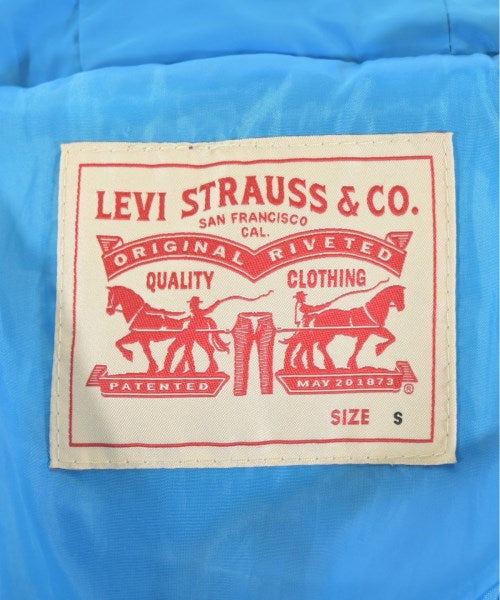 LEVI STRAUSS & CO.
SAN FRANCISCO
CAL.
ORIGINAL RIVETED
QUALITY CLOTHING
PATENTED MAY 20 1873 ®
SIZE S